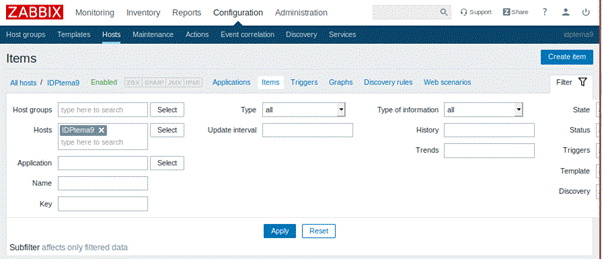 ZABBIX Monitoring Inventory Reports Configuration Administration Support Z Share ?
Host groups Templates Hosts Maintenance Actions Event correlation Discovery Services idptema9
Items Create item
All hosts / IDPtema9 Enabled ZBX SNMP JMX IPMI Applications Items Triggers Graphs Discovery rules Web scenarios Filter
Host groups type here to search Select Type all Type of information all State
Hosts IDPtema9 Select Update interval History Status
type here to search Trends Triggers
Application Select Template
Name Discovery
Key
Apply Reset
Subfilter affects only filtered data